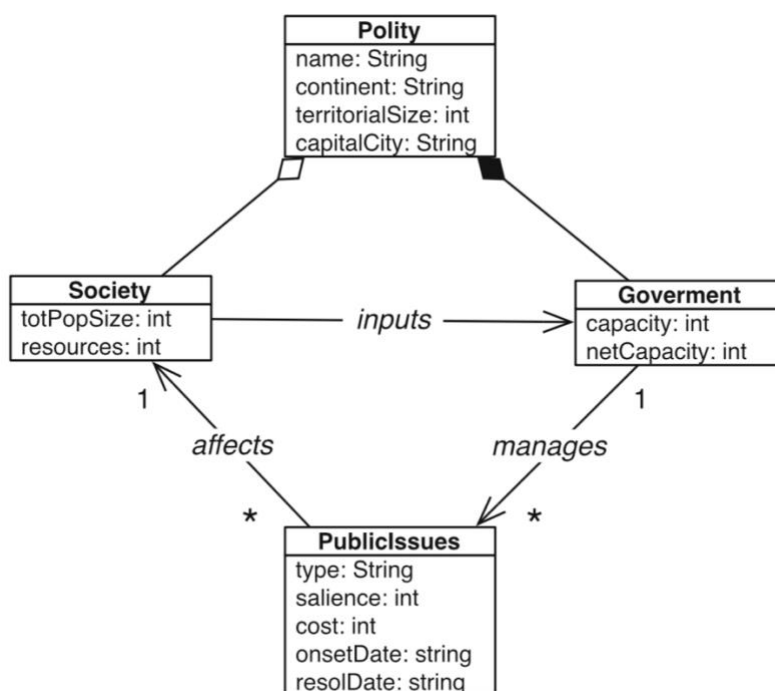 Polity
name: String
continent: String
territorialSize: int
capitalCity: String
Society
totPopSize: int
resources: int
inputs
Goverment
capacity: int
netCapacity: int
1
1
affects
manages
*
*
PublicIssues
type: String
salience: int
cost: int
onsetDate: string
resolDate: string